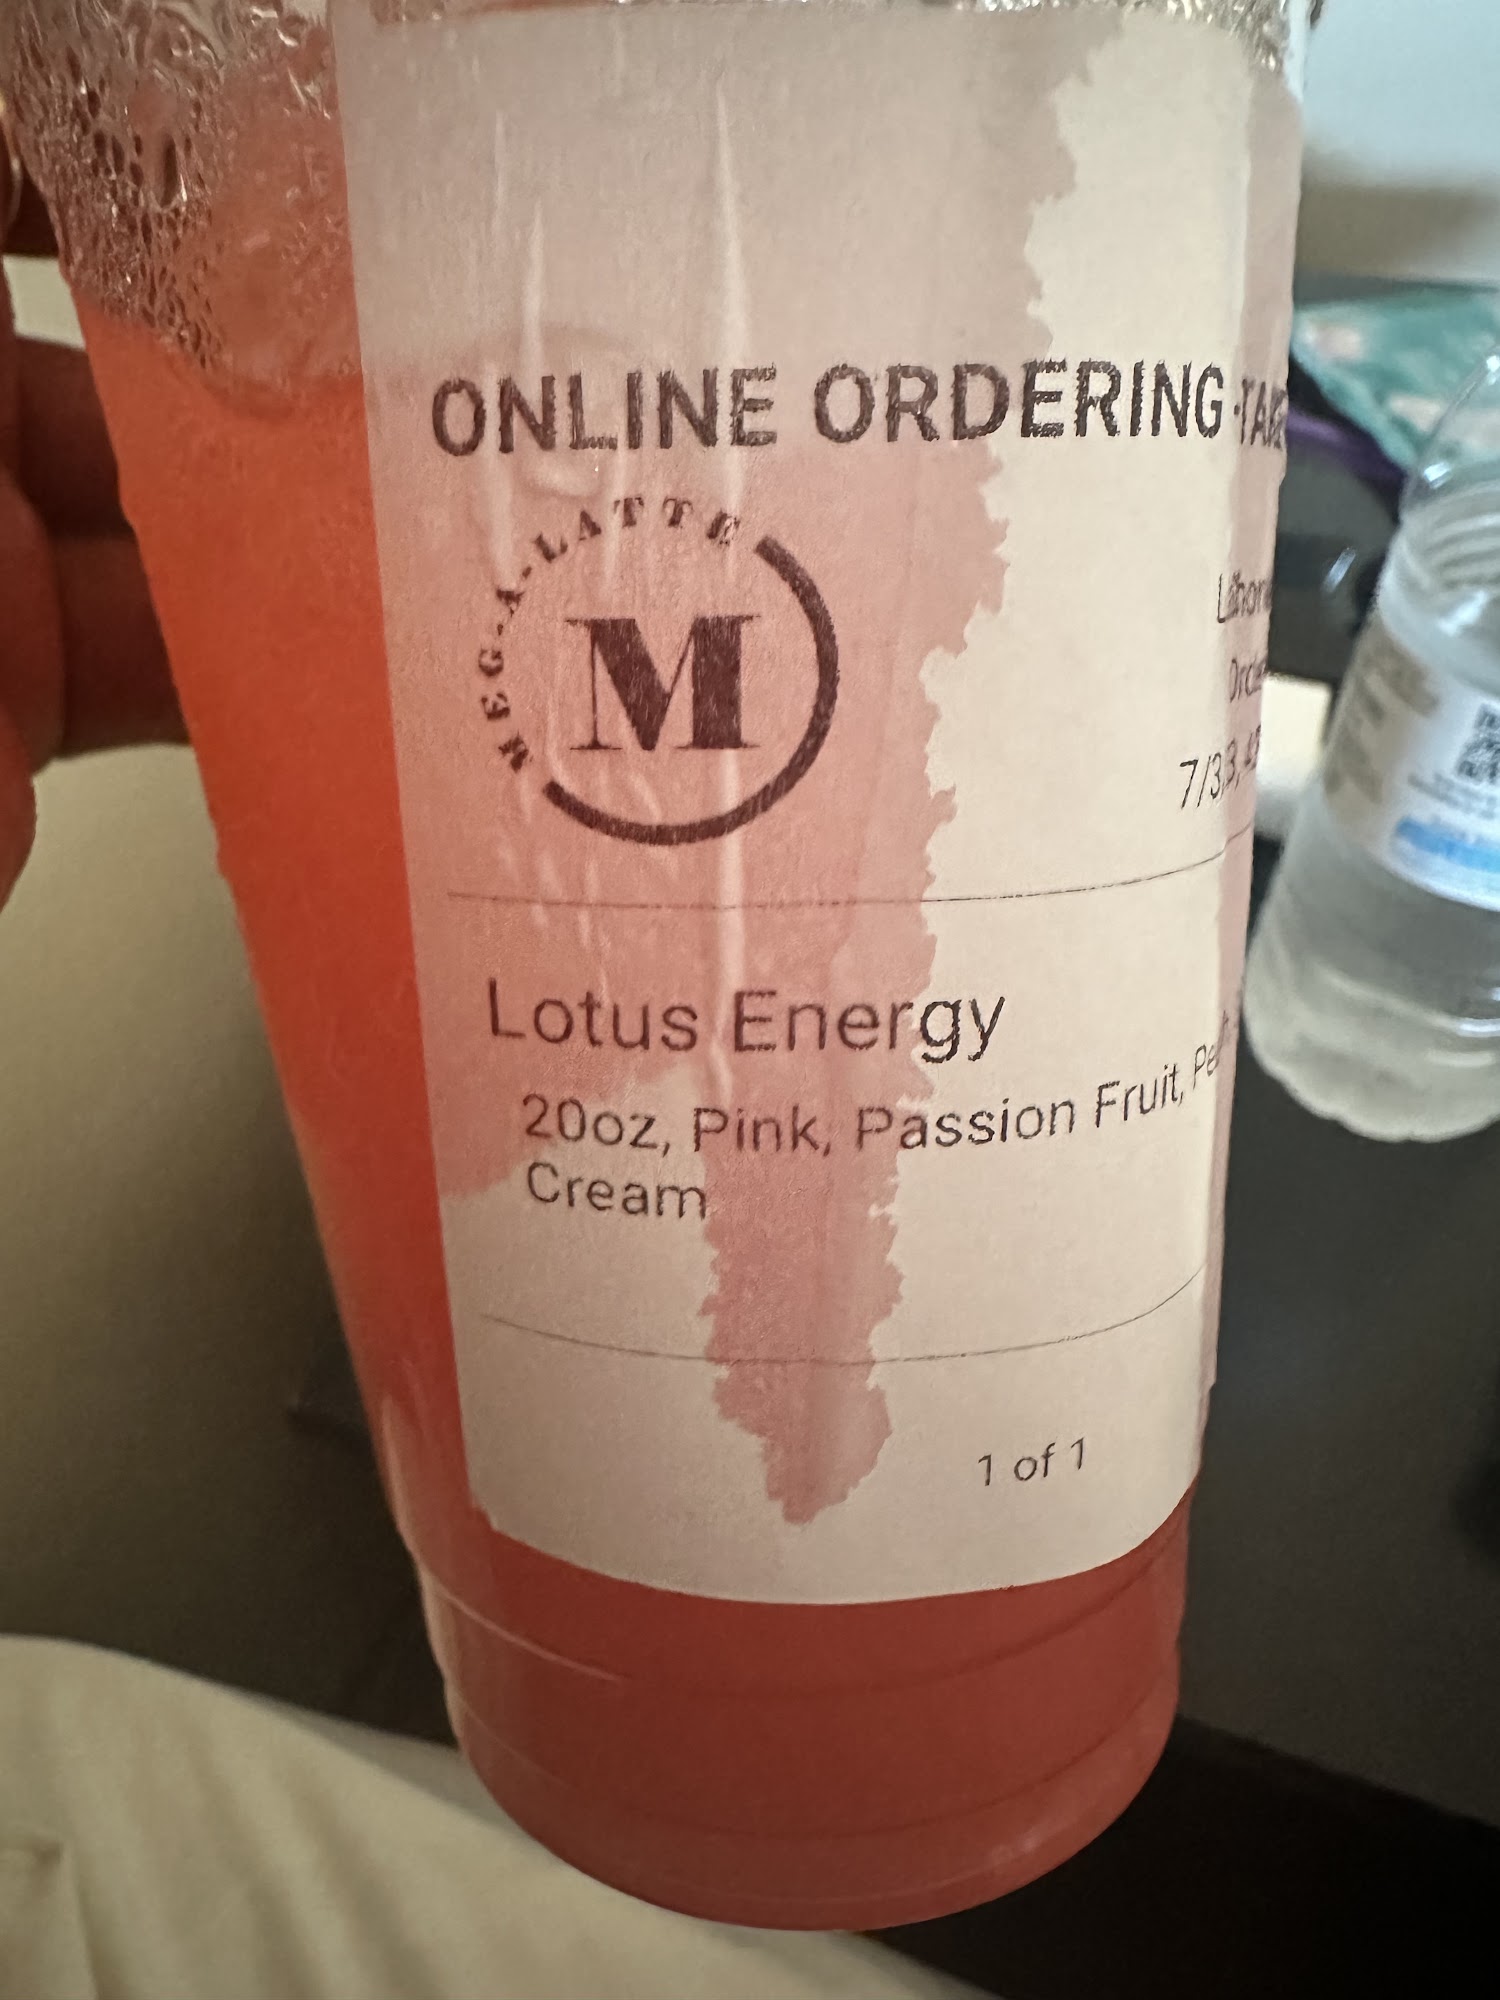 ONLINE ORDERING
MEG-A-LATTE
M
Lotus Energy
20oz, Pink, Passion Fruit,
Cream
1 of 1